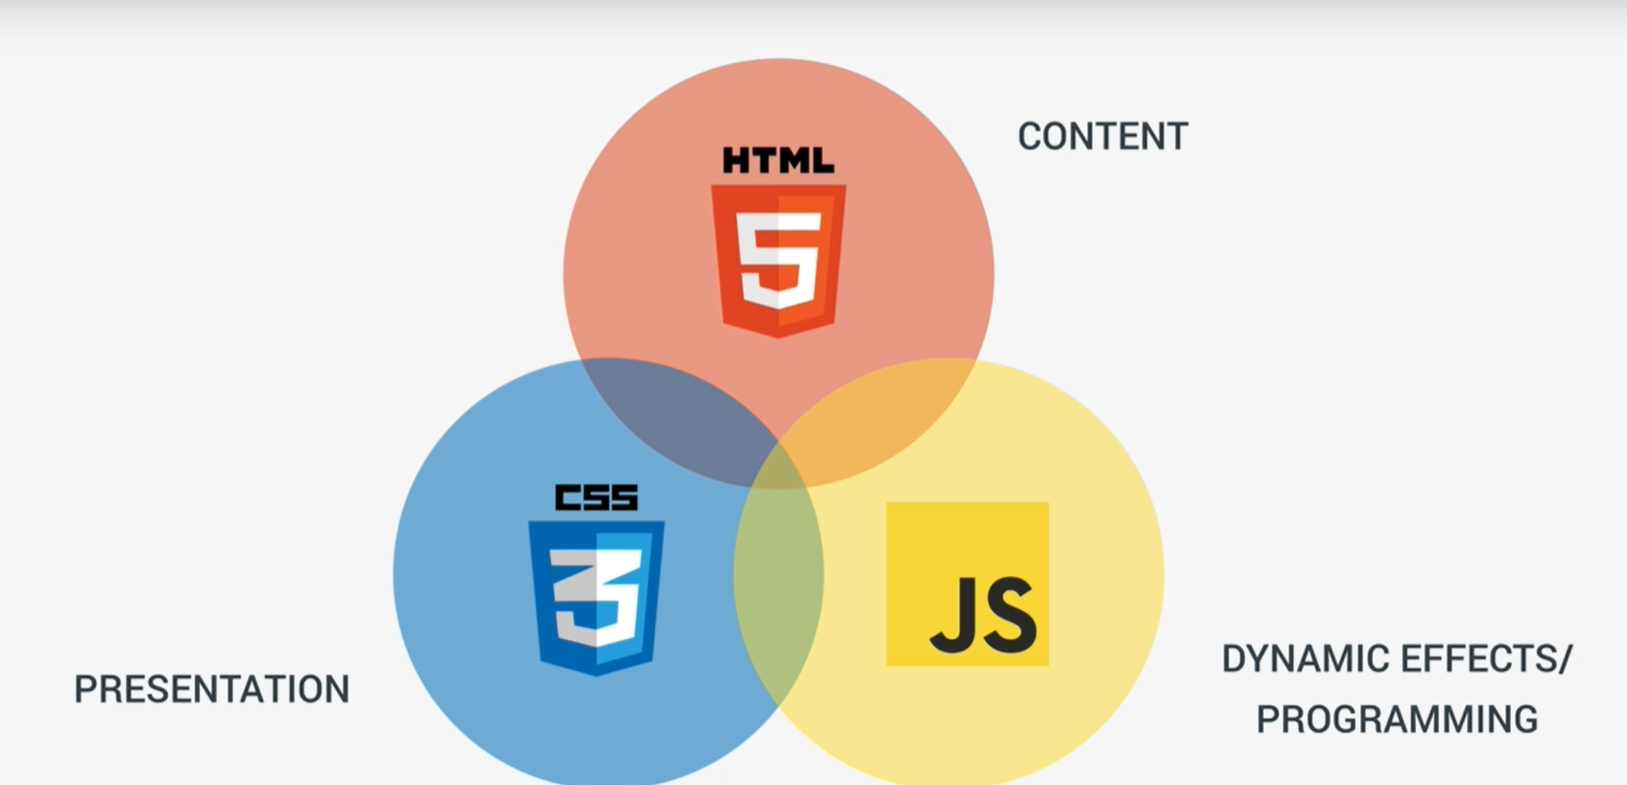 HTML
5
CONTENT
CSS
3
JS
PRESENTATION
DYNAMIC EFFECTS/
PROGRAMMING